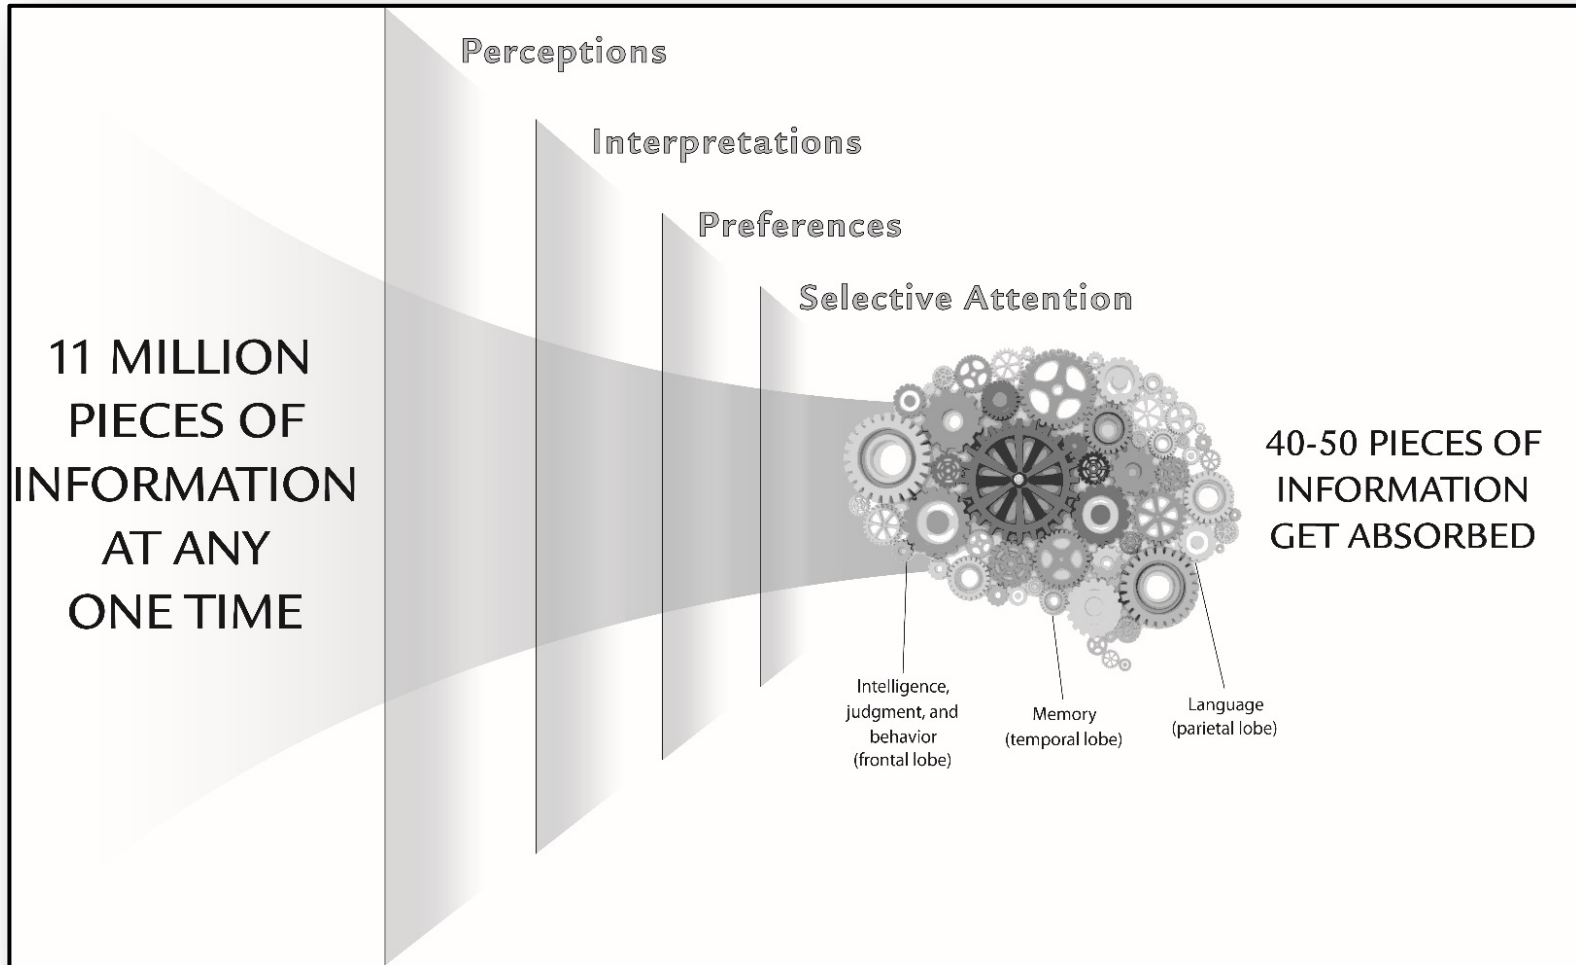 Perceptions
Interpretations
Preferences
Selective Attention
11 MILLION
PIECES OF
INFORMATION
AT ANY
ONE TIME
40-50 PIECES OF
INFORMATION
GET ABSORBED
Intelligence,
judgment, and
behavior
(frontal lobe)
Memory
(temporal lobe)
Language
(parietal lobe)